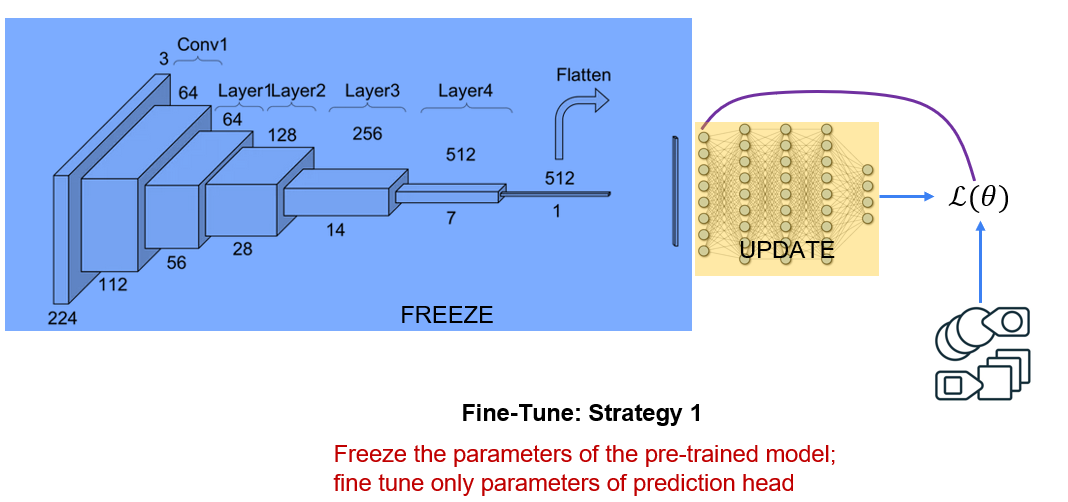 Conv1
3
64
Layer1
Layer2
Layer3
Layer4
Flatten
64
128
256
512
512
1
7
14
28
56
112
224
FREEZE
UPDATE
ℒ(θ)
Fine-Tune: Strategy 1
Freeze the parameters of the pre-trained model;
fine tune only parameters of prediction head